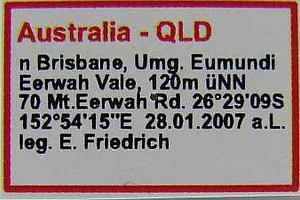 Australia - QLD
n Brisbane, Umg. Eumundi
Eerwah Vale, 120m üNN
70 Mt.Eerwah Rd. 26°29'09S
152°54'15"E 28.01.2007 a.L.
leg. E. Friedrich